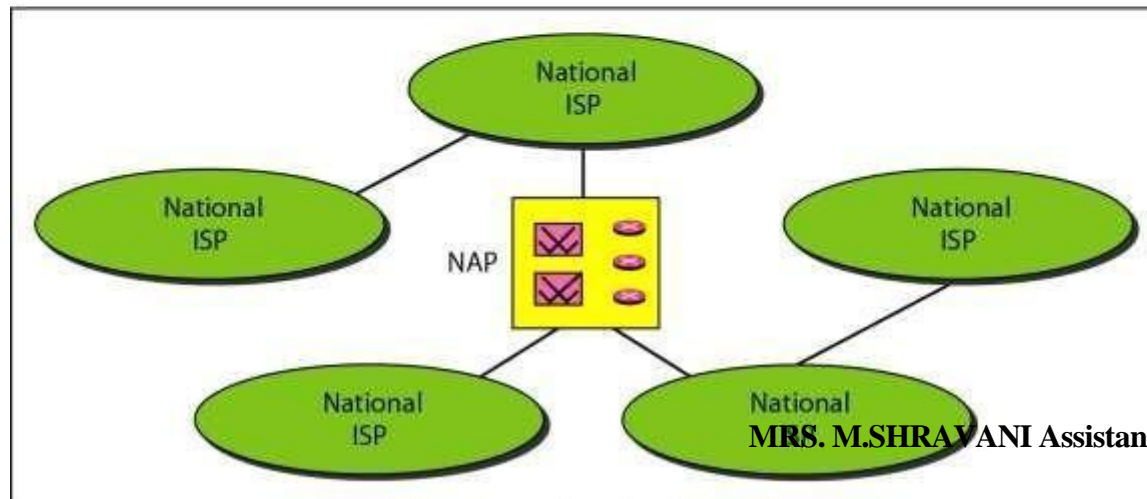 National
ISP
National
ISP
National
ISP
NAP
National
ISP
National
MRS. M.SHRAVANI Assistan